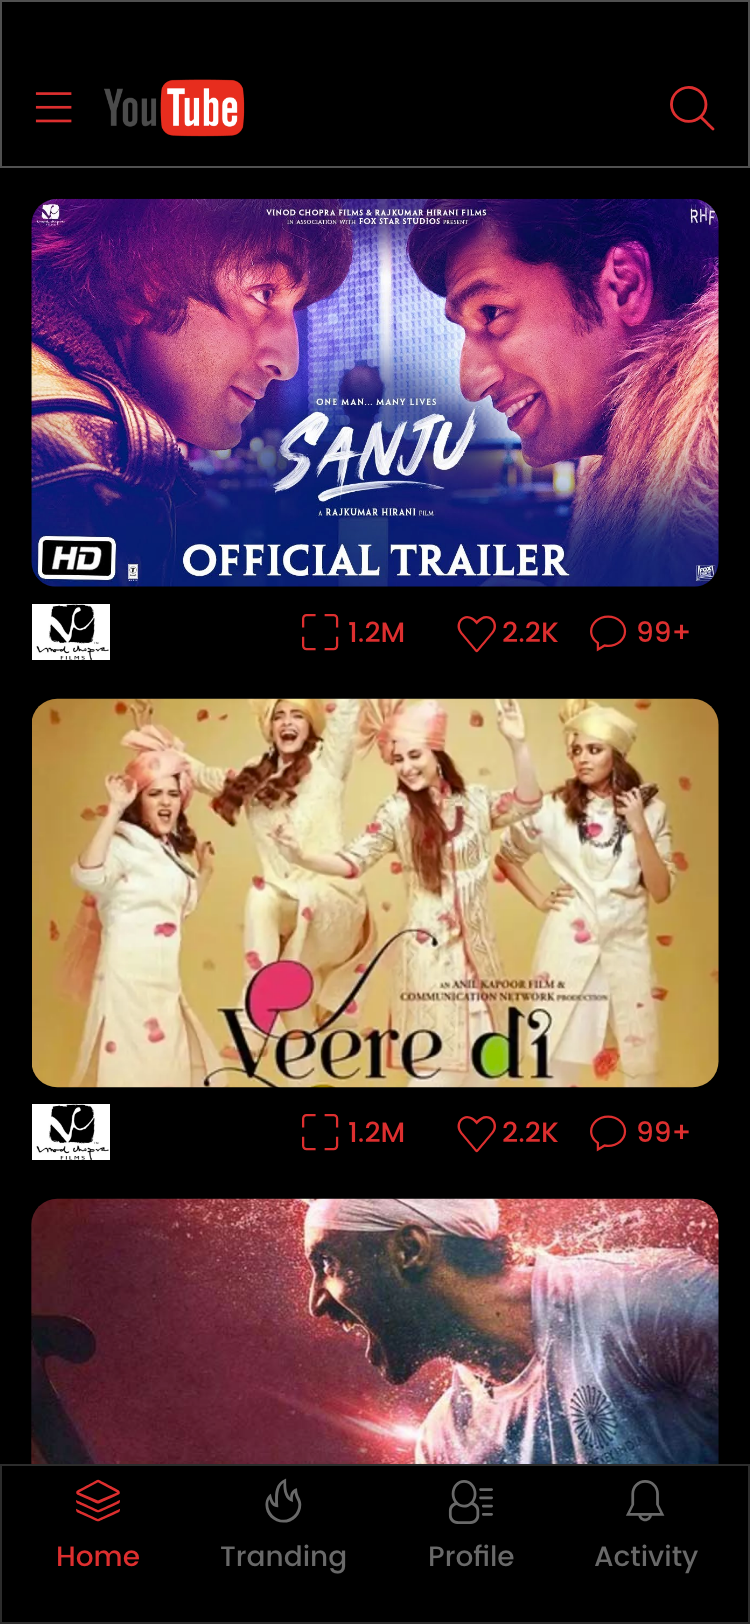 YouTube
VINOD CHOPRA FILMS & RAJKUMAR HIRANI FILMS
IN ASSOCIATION WITH FOX STAR STUDIOS PRESENT
RHF
ONE MAN... MANY LIVES
SANJU
A RAJKUMAR HIRANI FILM
HD
OFFICIAL TRAILER
FOX
vinod chopra
FILMS
1.2M
2.2K
99+
AN ANIL KAPOOR FILM &
COMMUNICATION NETWORK PRODUCTION
Veere di
vinod chopra
FILMS
1.2M
2.2K
99+
Home
Tranding
Profile
Activity